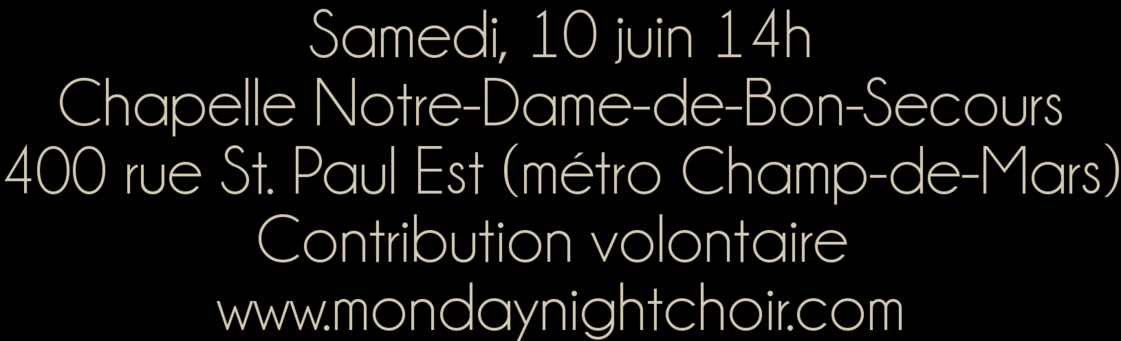 Samedi, 10 juin 14h
Chapelle Notre-Dame-de-Bon-Secours
400 rue St. Paul Est (métro Champ-de-Mars)
Contribution volontaire
www.mondaynightchoir.com